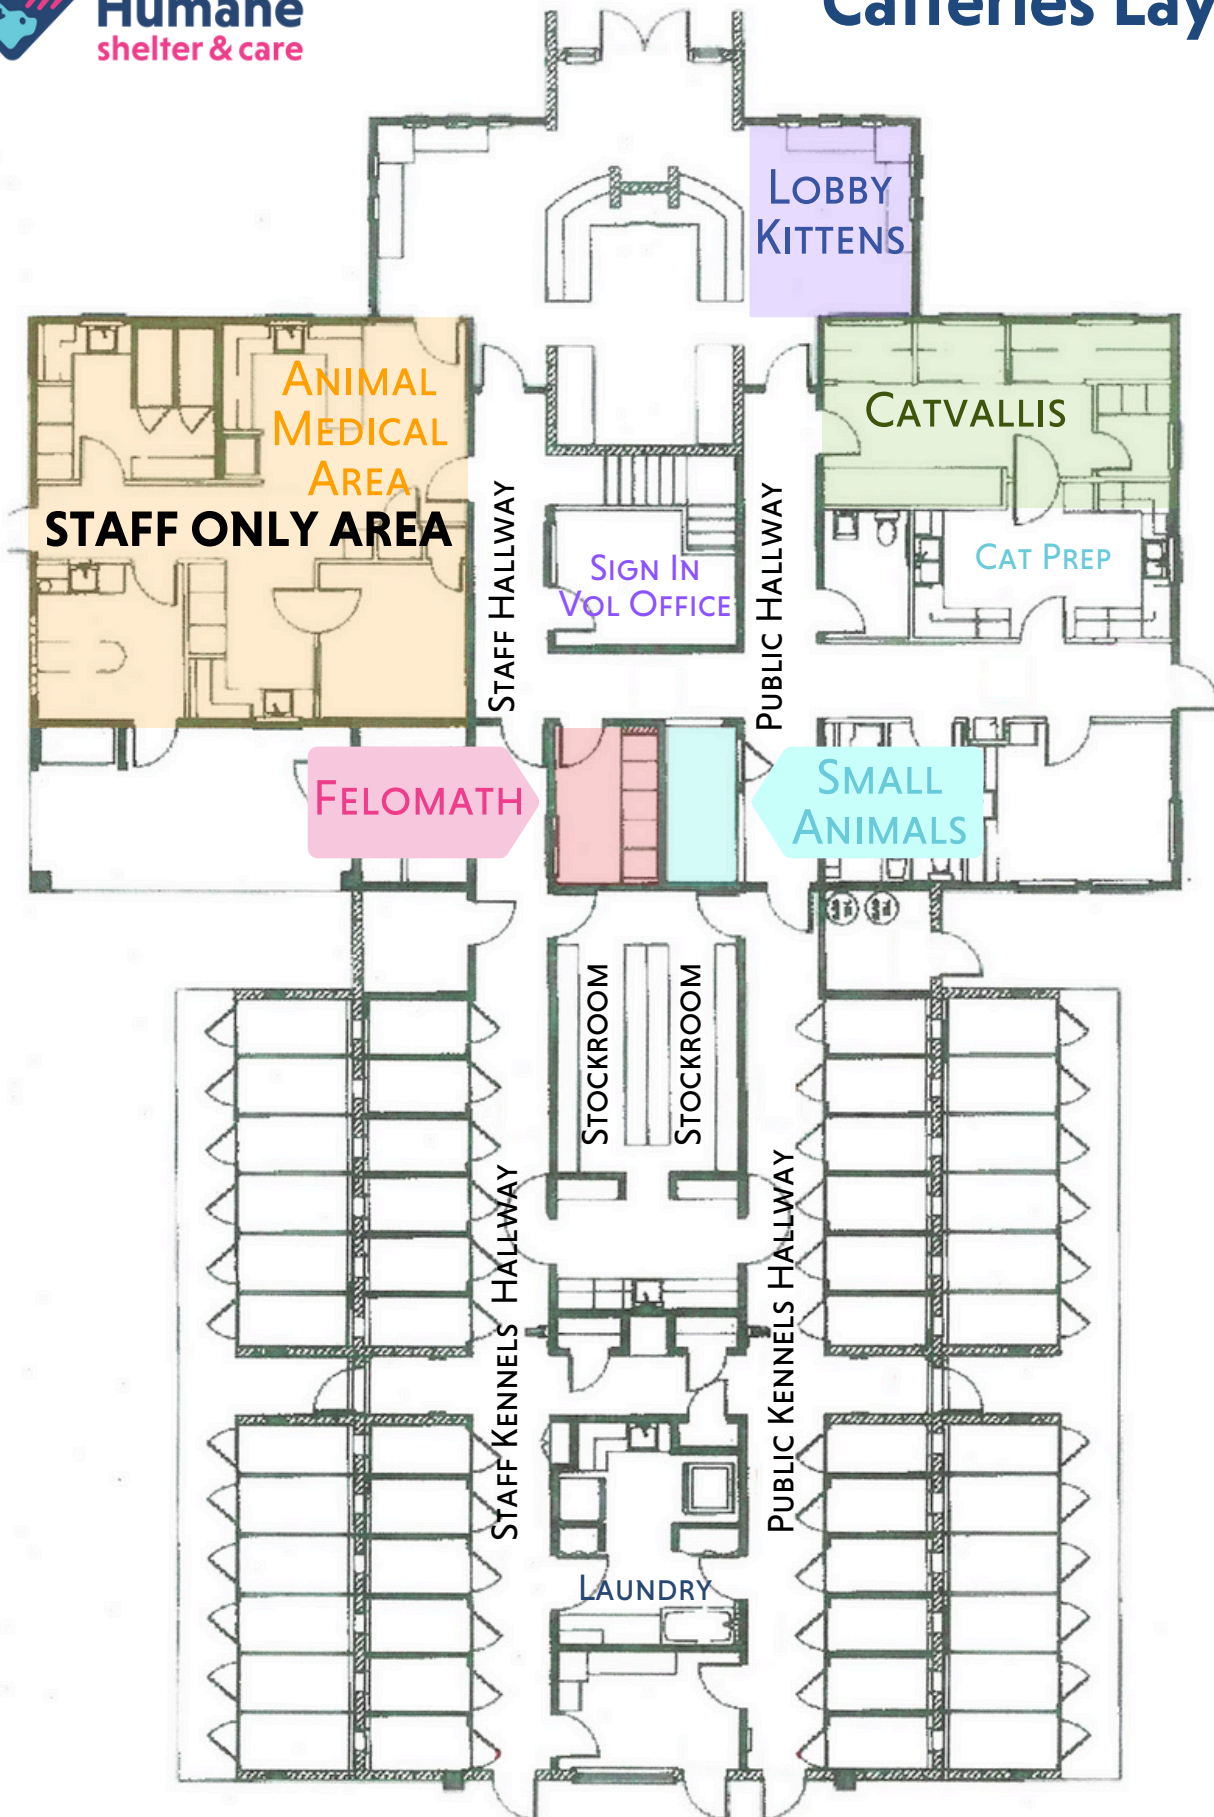 Humane
shelter & care
Catteries Lay
LOBBY
KITTENS
ANIMAL
MEDICAL
AREA
STAFF ONLY AREA
CATVALLIS
STAFF HALLWAY
SIGN IN
VOL OFFICE
PUBLIC HALLWAY
CAT PREP
FELOMATH
SMALL
ANIMALS
STOCKROOM
STOCKROOM
STAFF KENNELS HALLWAY
PUBLIC KENNELS HALLWAY
LAUNDRY